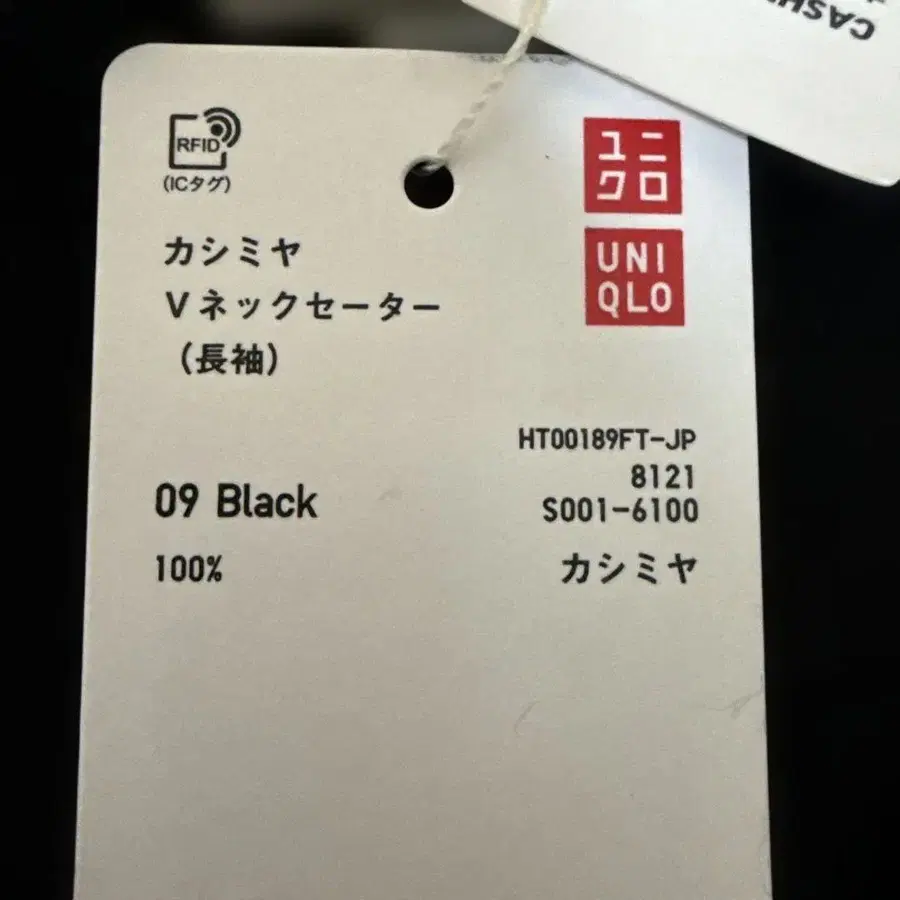 RFID
(ICタグ)
ユニ
クロ
UNI
QLO
カシミヤ
Vネックセーター
(長袖)
HT00189FT-JP
8121
09 Black
S001-6100
100%
カシミヤ